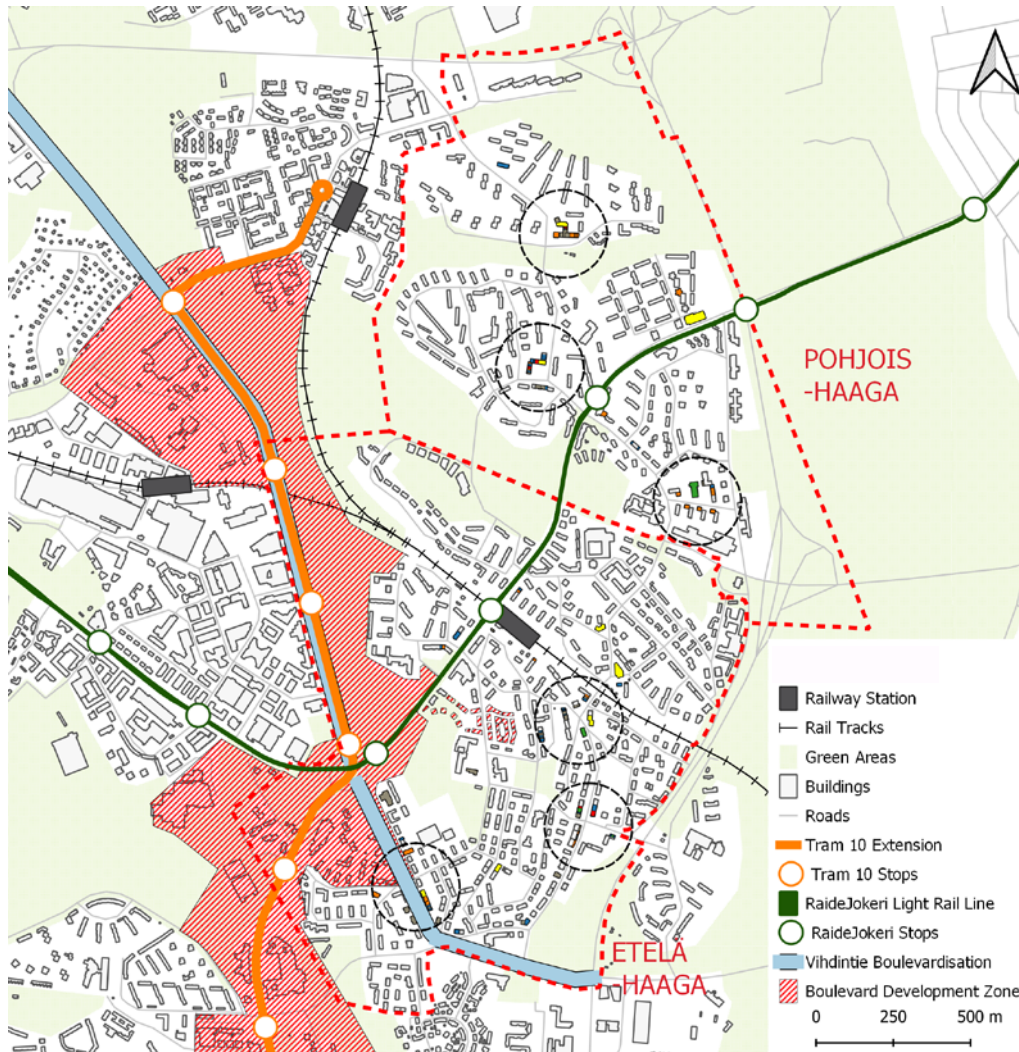 POHJOIS
-HAAGA
ETELÄ
-HAAGA
Railway Station
Rail Tracks
Green Areas
Buildings
Roads
Tram 10 Extension
Tram 10 Stops
RaideJokeri Light Rail Line
RaideJokeri Stops
Vihdintie Boulevardisation
Boulevard Development Zone
0 250 500 m